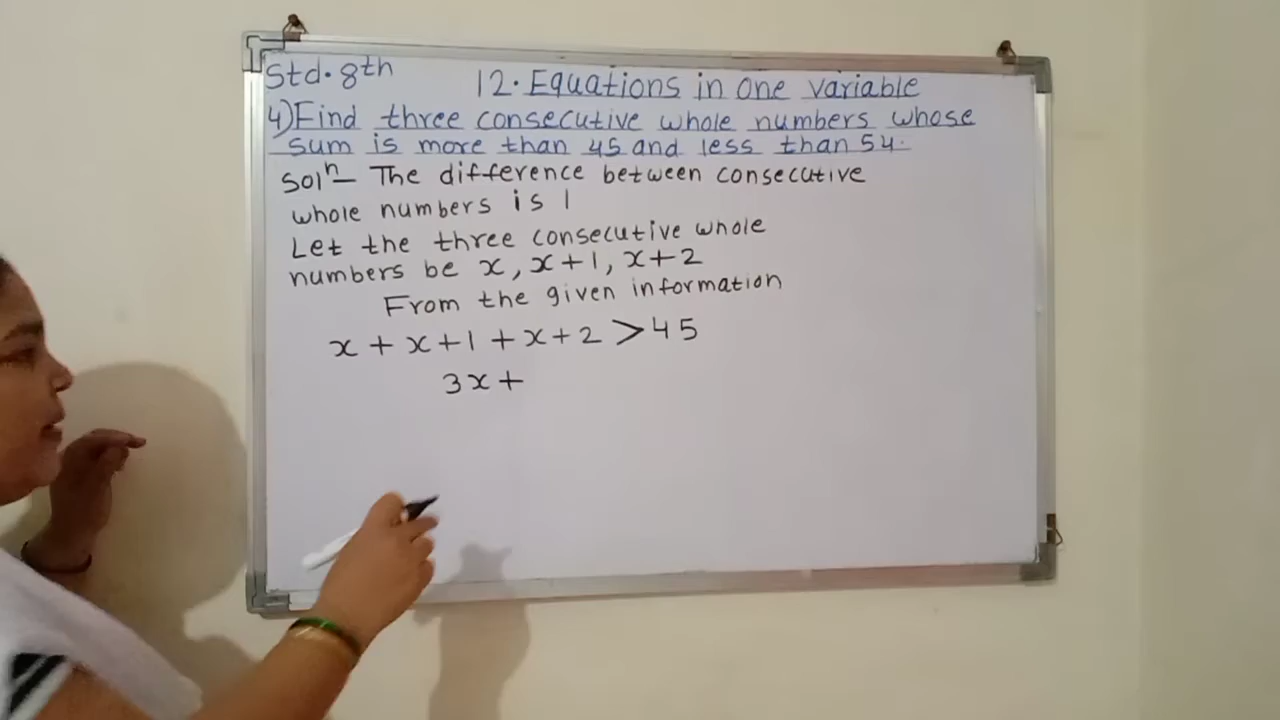 Std. 8th
12. Equations in one variable
4) Find three consecutive whole numbers whose
sum is more than 45 and less than 54.
Solⁿ- The difference between consecutive
whole numbers is 1
Let the three consecutive whole
numbers be x, x+1, x+2
From the given information
x + x+1 + x+2 > 45
3x +